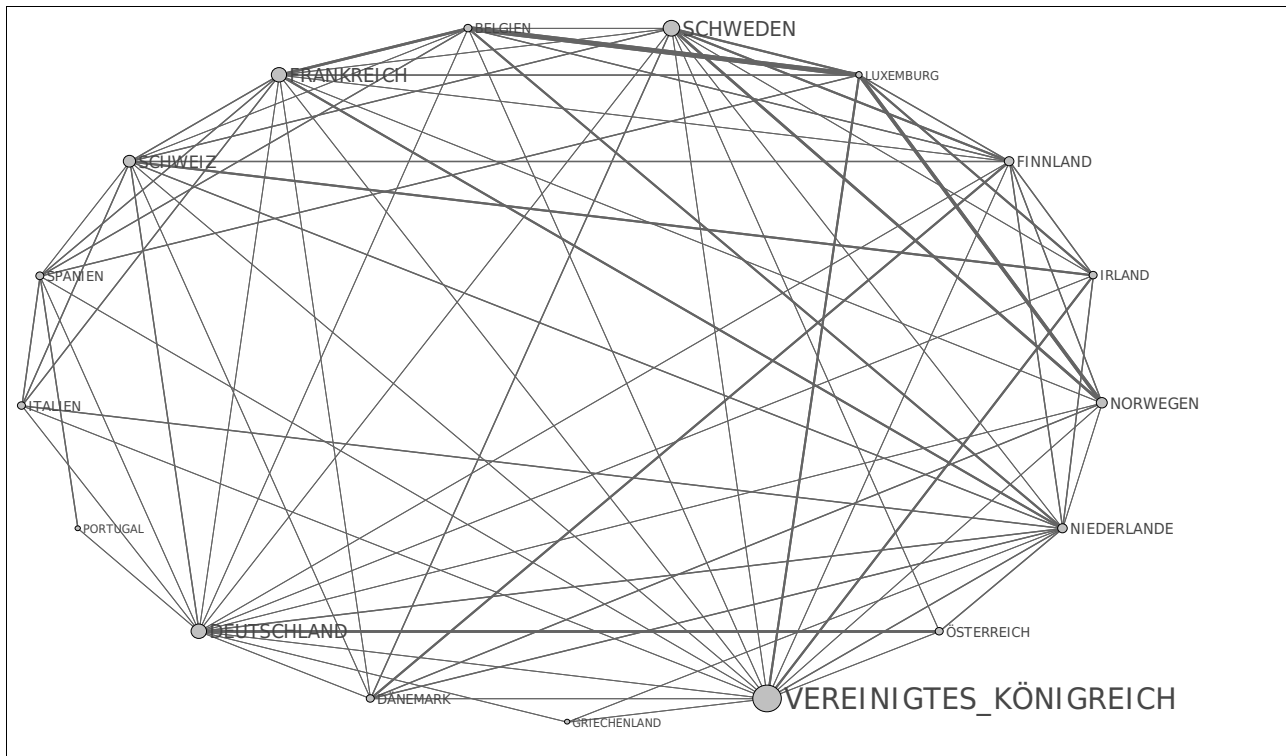 BELGIEN
SCHWEDEN
FRANKREICH
LUXEMBURG
SCHWEIZ
FINNLAND
SPANIEN
IRLAND
ITALIEN
NORWEGEN
PORTUGAL
NIEDERLANDE
DEUTSCHLAND
ÖSTERREICH
DÄNEMARK
VEREINIGTES_KÖNIGREICH
GRIECHENLAND